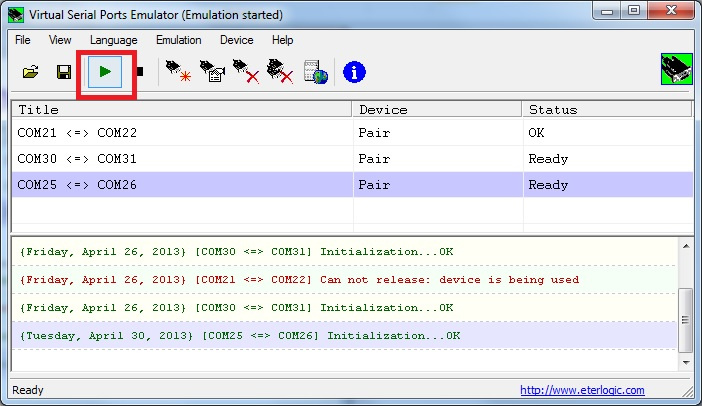 Virtual Serial Ports Emulator (Emulation started)
File View Language Emulation Device Help
Title Device Status
COM21 <=> COM22 Pair OK
COM30 <=> COM31 Pair Ready
COM25 <=> COM26 Pair Ready
{Friday, April 26, 2013} [COM30 <=> COM31] Initialization...OK
{Friday, April 26, 2013} [COM21 <=> COM22] Can not release: device is being used
{Friday, April 26, 2013} [COM30 <=> COM31] Initialization...OK
{Tuesday, April 30, 2013} [COM25 <=> COM26] Initialization...OK
Ready http://www.eterlogic.com